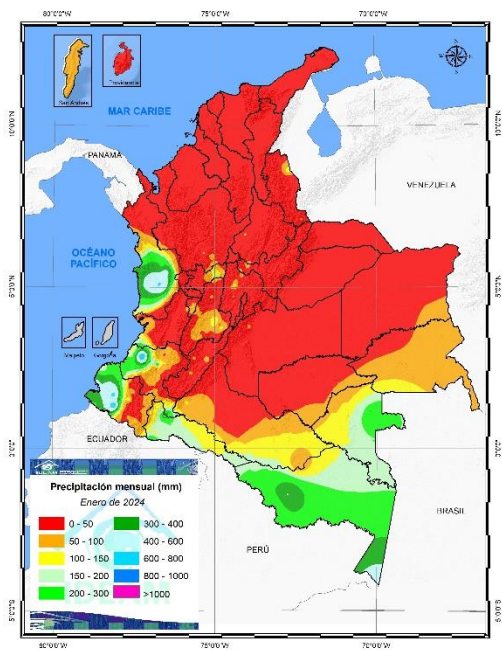 80°0'0"W 75°0'0"W 70°0'0"W
San Andrés
Providencia
MAR CARIBE
10°0'0"N 10°0'0"N
PANAMÁ
VENEZUELA
OCÉANO
PACÍFICO
5°0'0"N 5°0'0"N
Malpelo Gorgona
ECUADOR
0°0'0"N 0°0'0"N
Precipitación mensual (mm)
Enero de 2024
0 - 50 300 - 400
50 - 100 400 - 600
100 - 150 600 - 800
150 - 200 800 - 1000
200 - 300 >1000
BRASIL
PERÚ
5°0'0"S 5°0'0"S
80°0'0"W 75°0'0"W 70°0'0"W